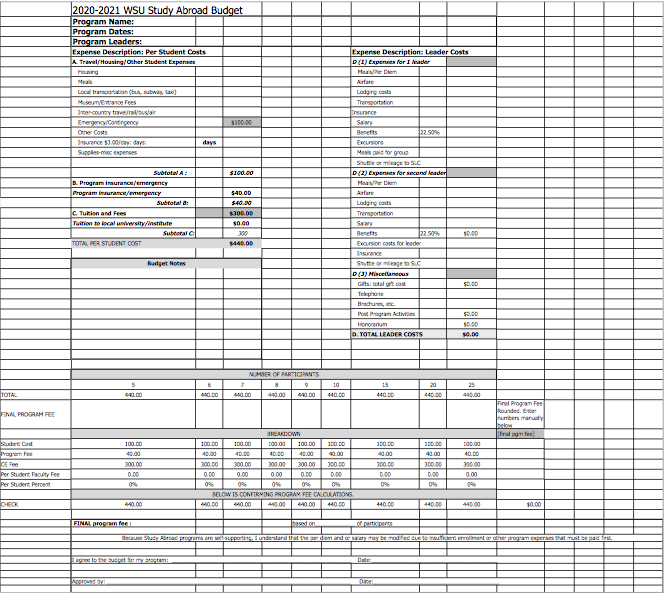 2020-2021 WSU Study Abroad Budget
Program Name:
Program Dates:
Program Leaders:
Expense Description: Per Student Costs Expense Description: Leader Costs
A. Travel/Housing/Other Student Expenses D (1) Expenses for 1 leader
Housing Meals/Per Diem
Meals Airfare
Local transportation (bus, subway, taxi) Lodging costs
Museum/Entrance Fees Transportation
Inter-country travel/rail/bus/air Insurance
Emergency/Contingency $100.00 Salary
Other Costs Benefits 22.50%
Insurance $3.00/day: days: days Excursions
Supplies-misc expenses Meals paid for group
Shuttle or mileage to SLC
Subtotal A : $100.00 D (2) Expenses for second leader
B. Program insurance/emergency Meals/Per Diem
Program insurance/emergency $40.00 Airfare
Subtotal B: $40.00 Lodging costs
C. Tuition and Fees $300.00 Transportation
Tuition to local university/institute $0.00 Salary
Subtotal C: 300 Benefits 22.50% $0.00
TOTAL PER STUDENT COST $440.00 Excursion costs for leader
Insurance
Budget Notes Shuttle or mileage to SLC
D (3) Miscellaneous
Gifts: total gift cost $0.00
Telephone
Brochures, etc.
Post Program Activities $0.00
Honorarium $0.00
D. TOTAL LEADER COSTS $0.00
NUMBER OF PARTICIPANTS
5 6 7 8 9 10 15 20 25
TOTAL 440.00 440.00 440.00 440.00 440.00 440.00 440.00 440.00 440.00
Final Program Fee
Rounded. Enter
numbers manually
below
FINAL PROGRAM FEE
BREAKDOWN [final pgm fee]
Student Cost 100.00 100.00 100.00 100.00 100.00 100.00 100.00 100.00 100.00
Program Fee 40.00 40.00 40.00 40.00 40.00 40.00 40.00 40.00 40.00
CE Fee 300.00 300.00 300.00 300.00 300.00 300.00 300.00 300.00 300.00
Per Student Faculty Fee 0.00 0.00 0.00 0.00 0.00 0.00 0.00 0.00 0.00
Per Student Percent 0% 0% 0% 0% 0% 0% 0% 0% 0%
BELOW IS CONFIRMING PROGRAM FEE CALCULATIONS.
CHECK 440.00 440.00 440.00 440.00 440.00 440.00 440.00 440.00 440.00 $0.00
FINAL program fee : based on of participants
Because Study Abroad programs are self-supporting, I understand that the per diem and or salary may be modified due to insufficient enrollment or other program expenses that must be paid first.
I agree to the budget for my program: Date:
Approved by: Date: